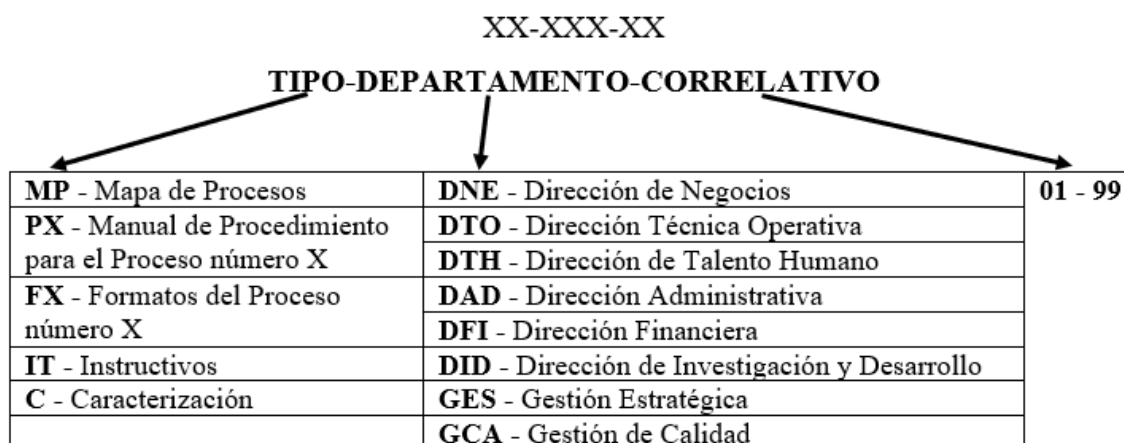 XX-XXX-XX
TIPO-DEPARTAMENTO-CORRELATIVO
MP - Mapa de Procesos
DNE - Dirección de Negocios
01 - 99
PX - Manual de Procedimiento
para el Proceso número X
DTO - Dirección Técnica Operativa
DTH - Dirección de Talento Humano
FX - Formatos del Proceso
número X
DAD - Dirección Administrativa
DFI - Dirección Financiera
IT - Instructivos
DID - Dirección de Investigación y Desarrollo
C - Caracterización
GES - Gestión Estratégica
GCA - Gestión de Calidad